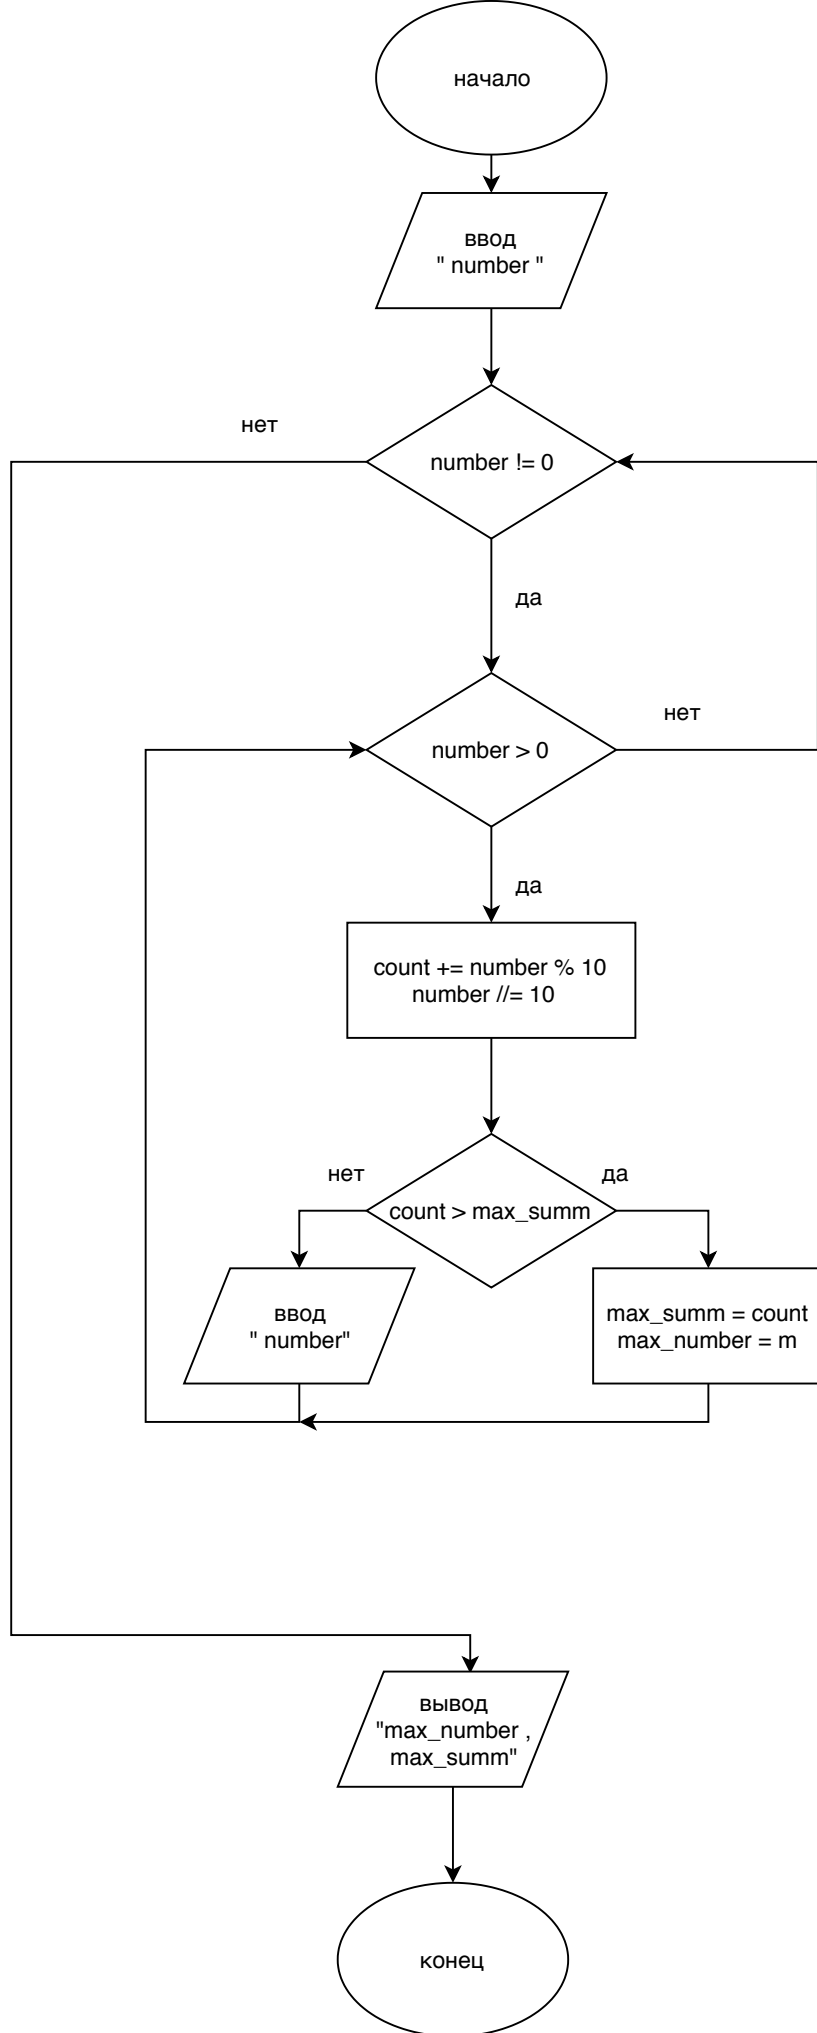 начало
ввод
" number "
нет
number != 0
да
нет
number > 0
да
count += number % 10
number //= 10
нет
да
count > max_summ
ввод
" number"
max_summ = count
max_number = m
вывод
"max_number ,
max_summ"
конец